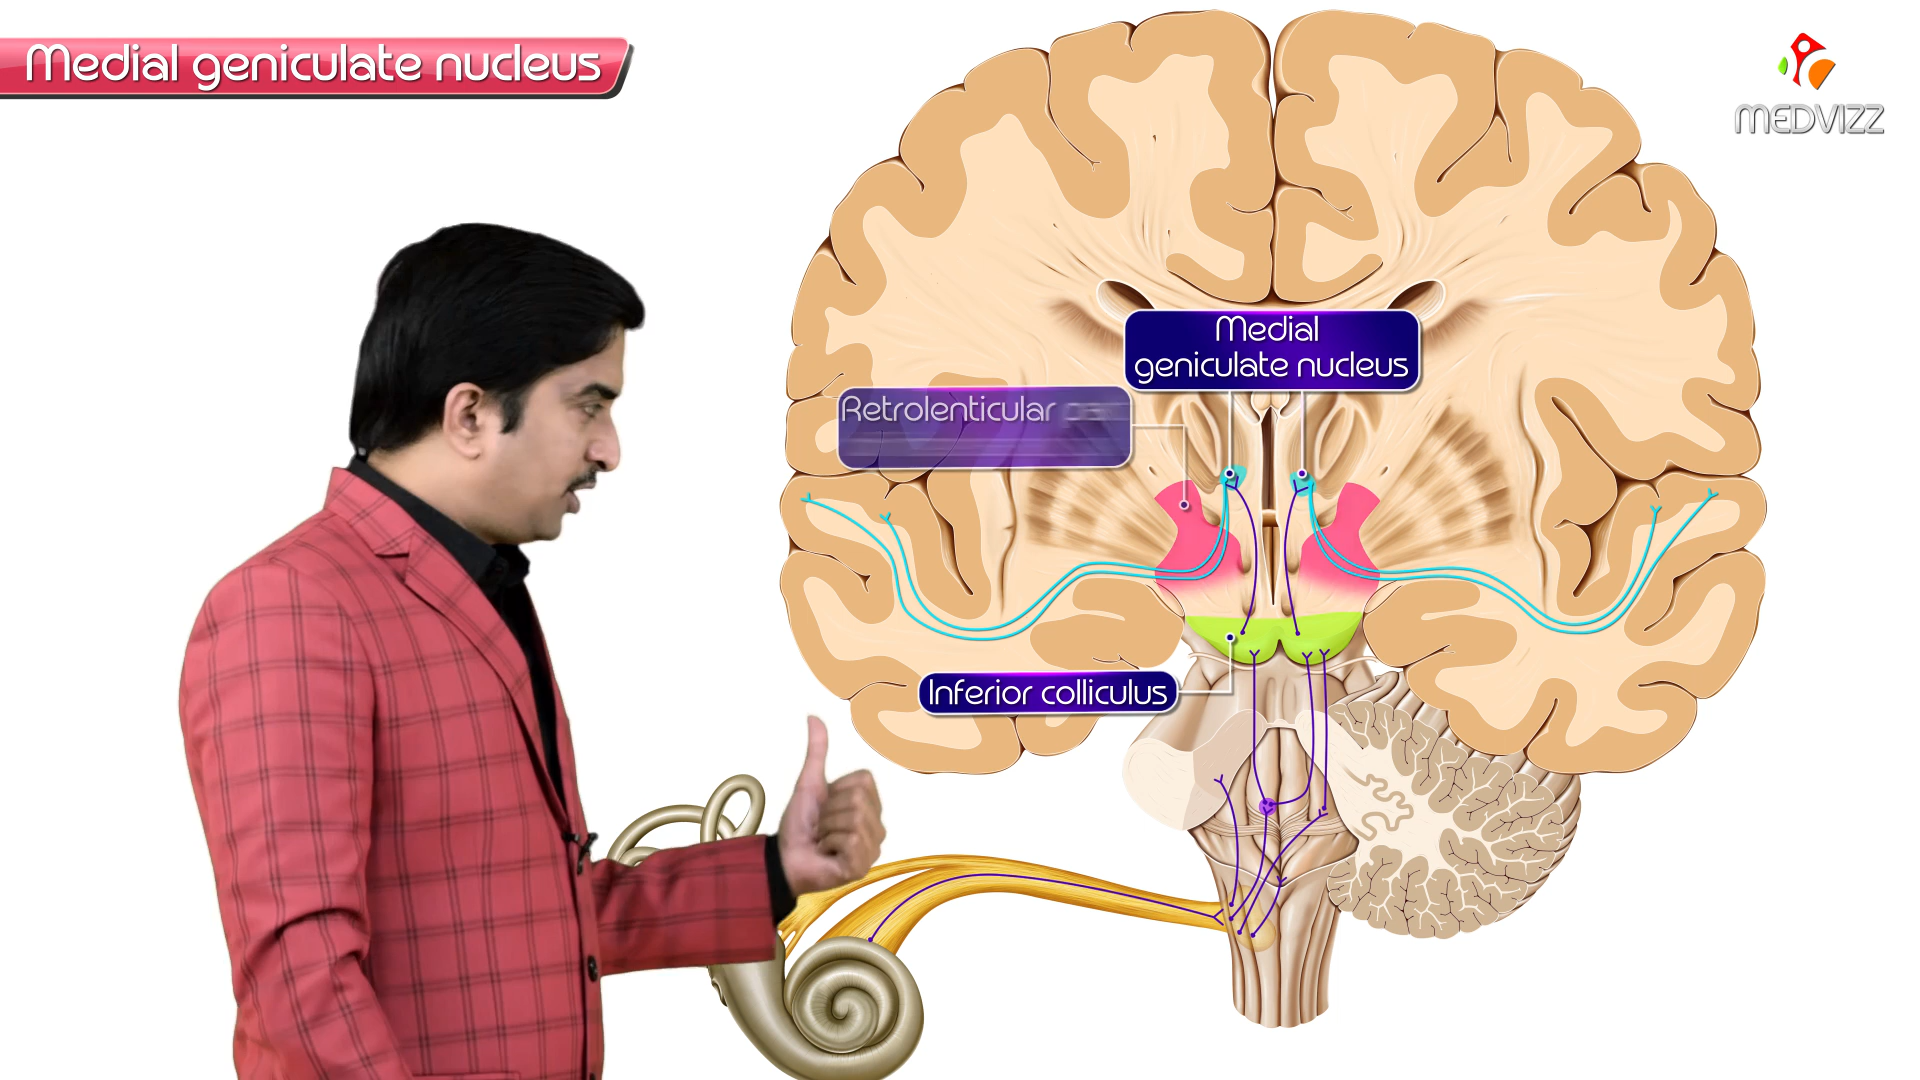 Medial geniculate nucleus
MEDVIZZ
Medial
geniculate nucleus
Retrolenticular
Inferior colliculus